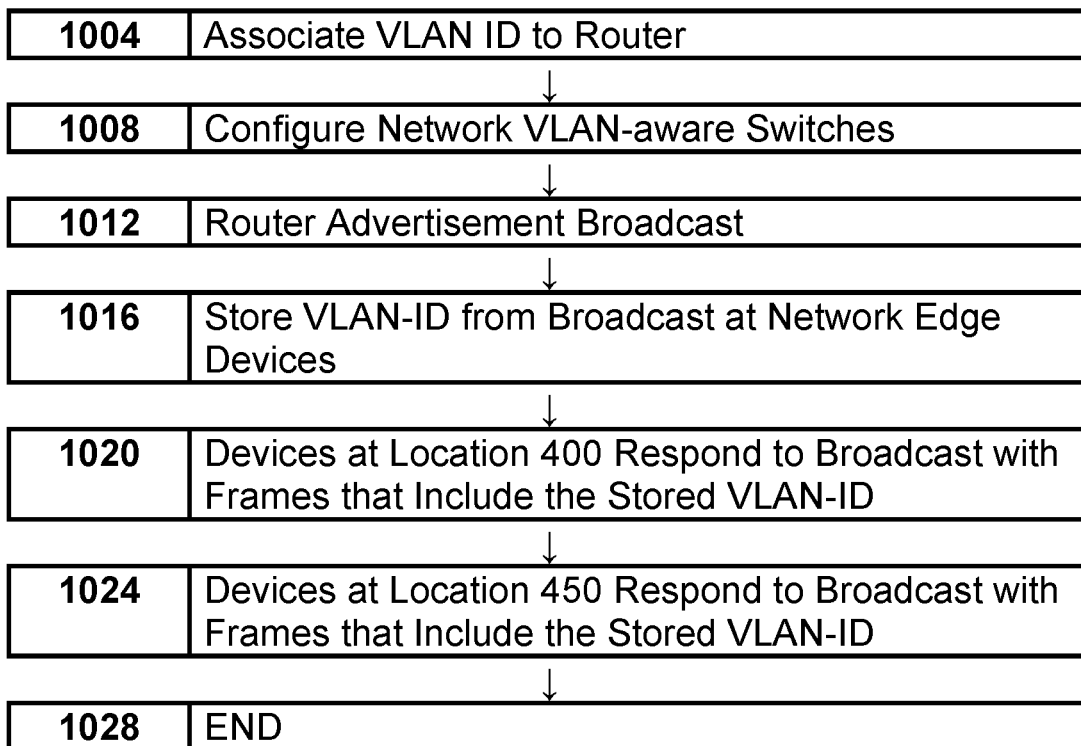 1004 Associate VLAN ID to Router
↓
1008 Configure Network VLAN-aware Switches
↓
1012 Router Advertisement Broadcast
↓
1016 Store VLAN-ID from Broadcast at Network Edge
Devices
↓
1020 Devices at Location 400 Respond to Broadcast with
Frames that Include the Stored VLAN-ID
↓
1024 Devices at Location 450 Respond to Broadcast with
Frames that Include the Stored VLAN-ID
↓
1028 END